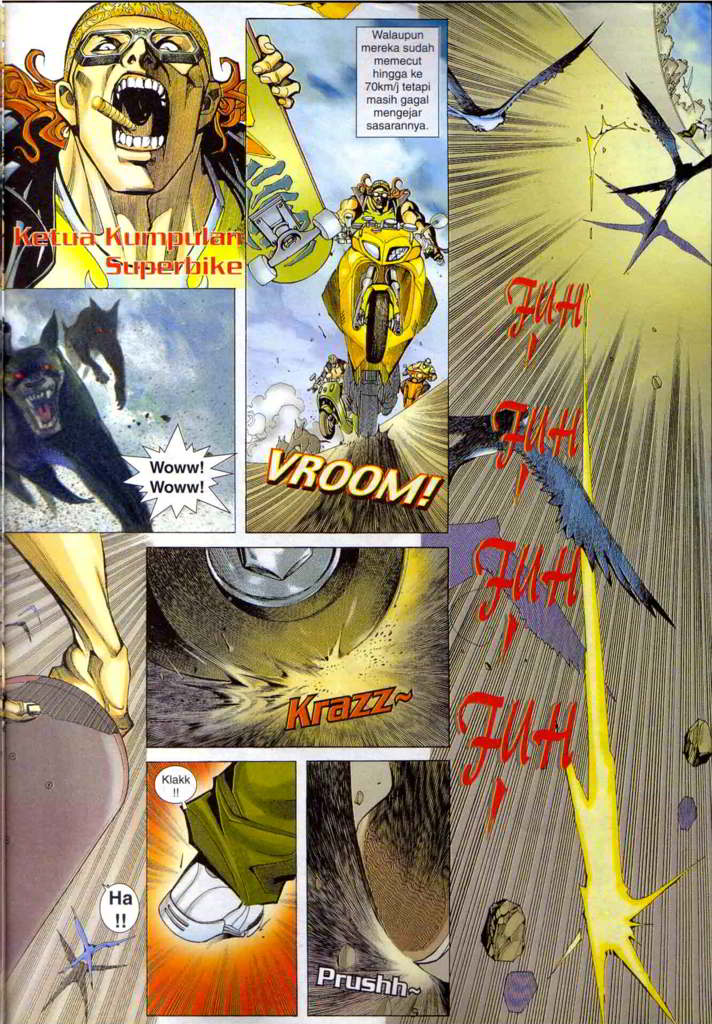 Ketua Kumpulan
Superbike
Walaupun
mereka sudah
memecut
hingga ke
70km/j tetapi
masih gagal
mengejar
sasarannya.
VROOM!
Woww!
Woww!
FUH!
FUH!
FUH!
FUH!
Krazz~
Ha
!!
Klakk
!!
Prushh~
5